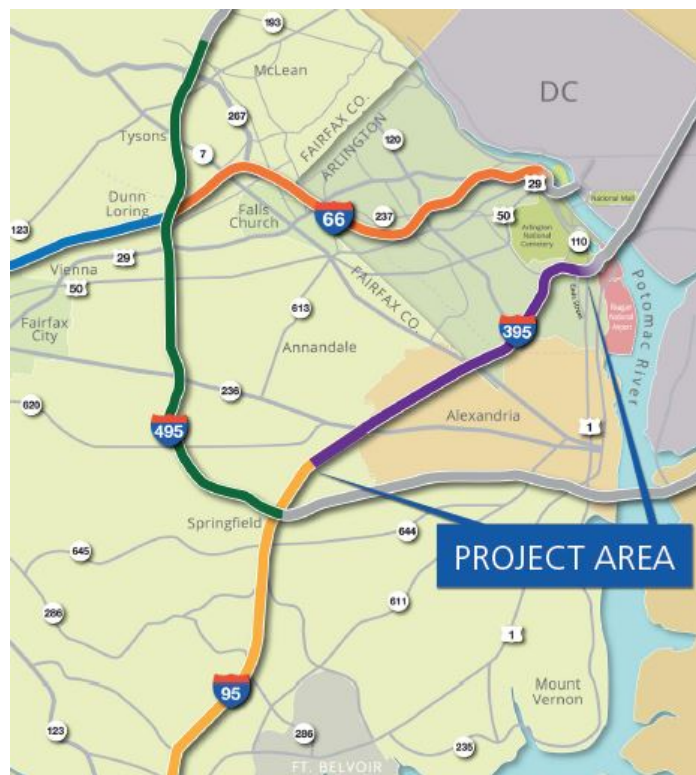 193
McLean
DC
FAIRFAX CO.
ARLINGTON
267
120
Tysons
7
29
National Mall
Dunn
Loring
Falls
Church
66
237
50
Arlington
National
Cemetery
110
123
29
Vienna
50
FAIRFAX CO.
Potomac River
Reagan
National
Airport
613
395
Fairfax
City
Annandale
620
236
Alexandria
495
1
Springfield
644
PROJECT AREA
645
286
611
1
95
Mount
Vernon
123
286
235
FT. BELVOIR